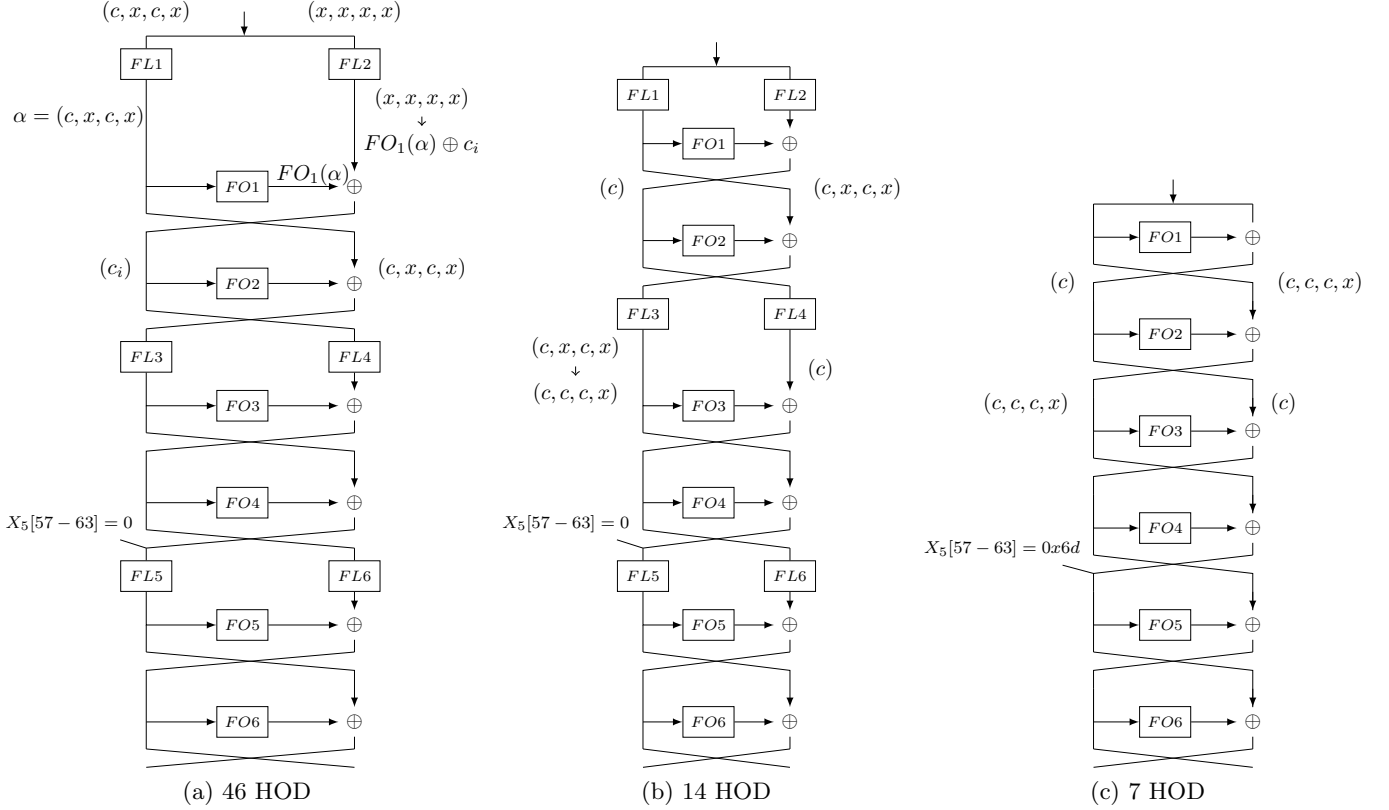 (c, x, c, x)
(x, x, x, x)
FL1
FL2
α = (c, x, c, x)
(x, x, x, x)
↓
FO₁(α) ⊕ cᵢ
FO1
FO₁(α)
⊕
(cᵢ)
FO2
⊕
(c, x, c, x)
FL3
FL4
FO3
⊕
FO4
⊕
X₅[57 − 63] = 0
FL5
FL6
FO5
⊕
FO6
⊕
(a) 46 HOD
FL1
FL2
FO1
⊕
(c)
(c, x, c, x)
FO2
⊕
FL3
FL4
(c, x, c, x)
↓
(c, c, c, x)
(c)
FO3
⊕
FO4
⊕
X₅[57 − 63] = 0
FL5
FL6
FO5
⊕
FO6
⊕
(b) 14 HOD
FO1
⊕
(c)
(c, c, c, x)
FO2
⊕
(c, c, c, x)
(c)
FO3
⊕
FO4
⊕
X₅[57 − 63] = 0x6d
FO5
⊕
FO6
⊕
(c) 7 HOD